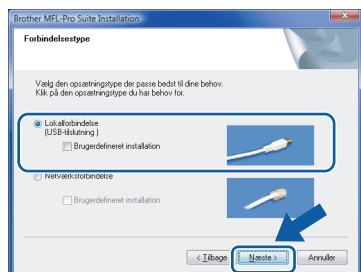 Brother MFL-Pro Suite Installation
Forbindelsestype
Vælg den opsætningstype der passe bedst til dine behov.
Klik på den opsætningstype du har behov for.
Lokalforbindelse
(USB-tilslutning )
Brugerdefineret installation
Netværksforbindelse
Brugerdefineret installation
< Tilbage Næste > Annuller